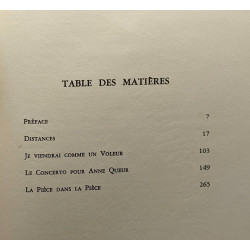 TABLE DES MATIÈRES
PRÉFACE 7
DISTANCES 17
JE VIENDRAI COMME UN VOLEUR 103
LE CONCERTO POUR ANNE QUEUR 149
LA PIÈCE DANS LA PIÈCE 265